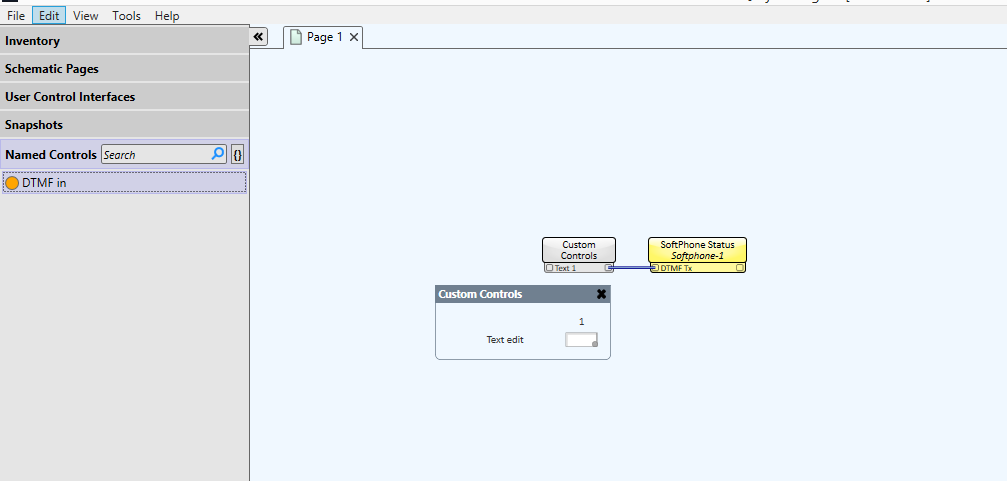 File Edit View Tools Help
Inventory
Schematic Pages
User Control Interfaces
Snapshots
Named Controls Search {}
DTMF in
Page 1
Custom
Controls
Text 1
SoftPhone Status
Softphone-1
DTMF Tx
Custom Controls
1
Text edit